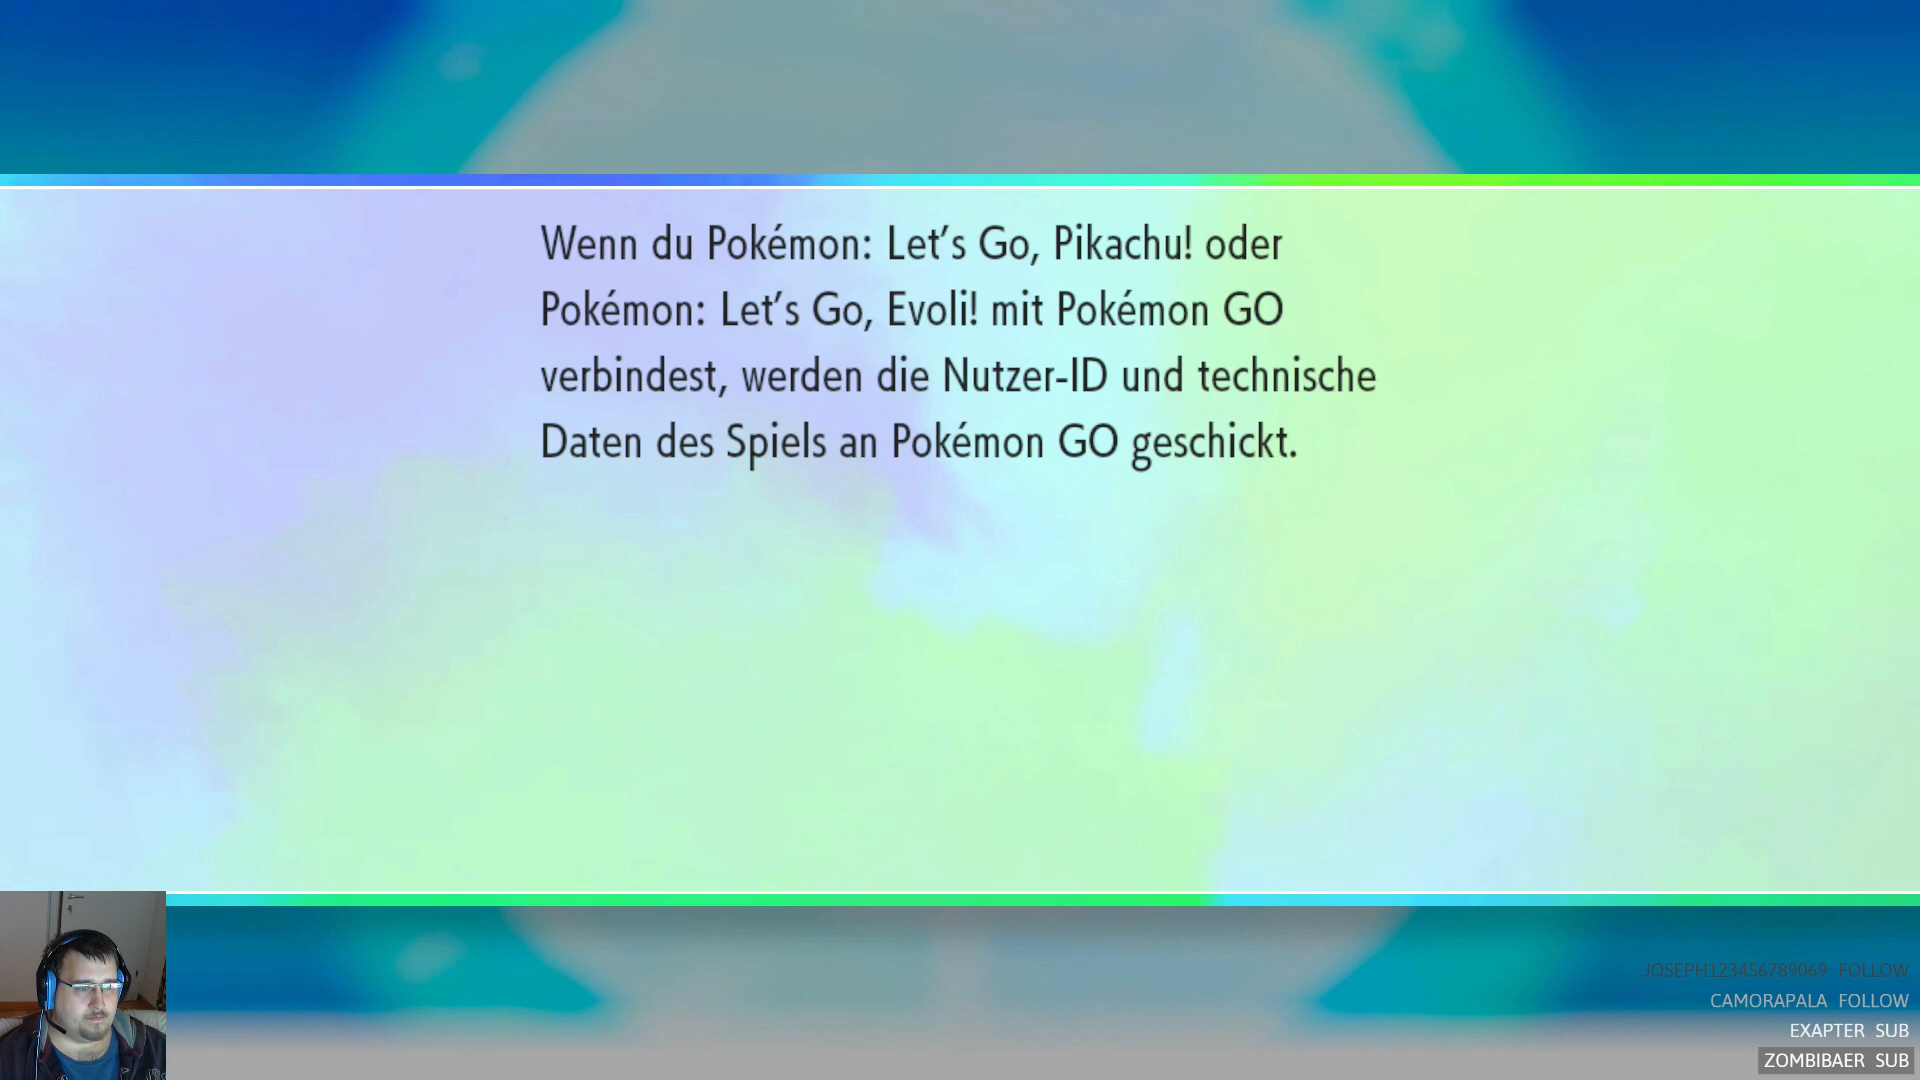 Wenn du Pokémon: Let’s Go, Pikachu! oder
Pokémon: Let’s Go, Evoli! mit Pokémon GO
verbindest, werden die Nutzer-ID und technische
Daten des Spiels an Pokémon GO geschickt.
JOSEPH123456789069 FOLLOW
CAMORAPALA FOLLOW
EXAPTER SUB
ZOMBIBAER SUB